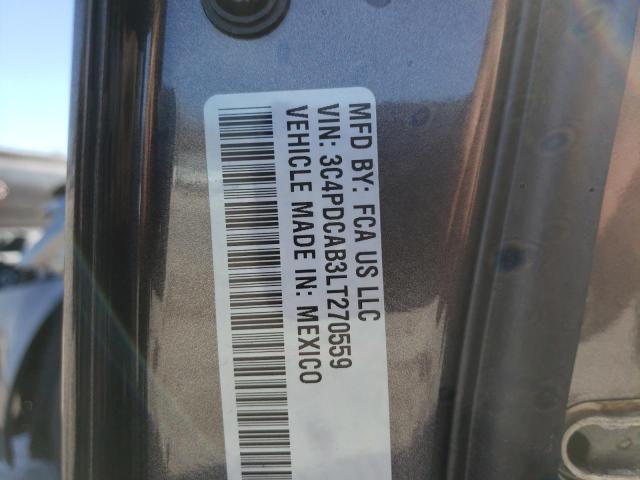 MFD BY: FCA US LLC
VIN: 3C4PDCAB3LT270559
VEHICLE MADE IN: MEXICO